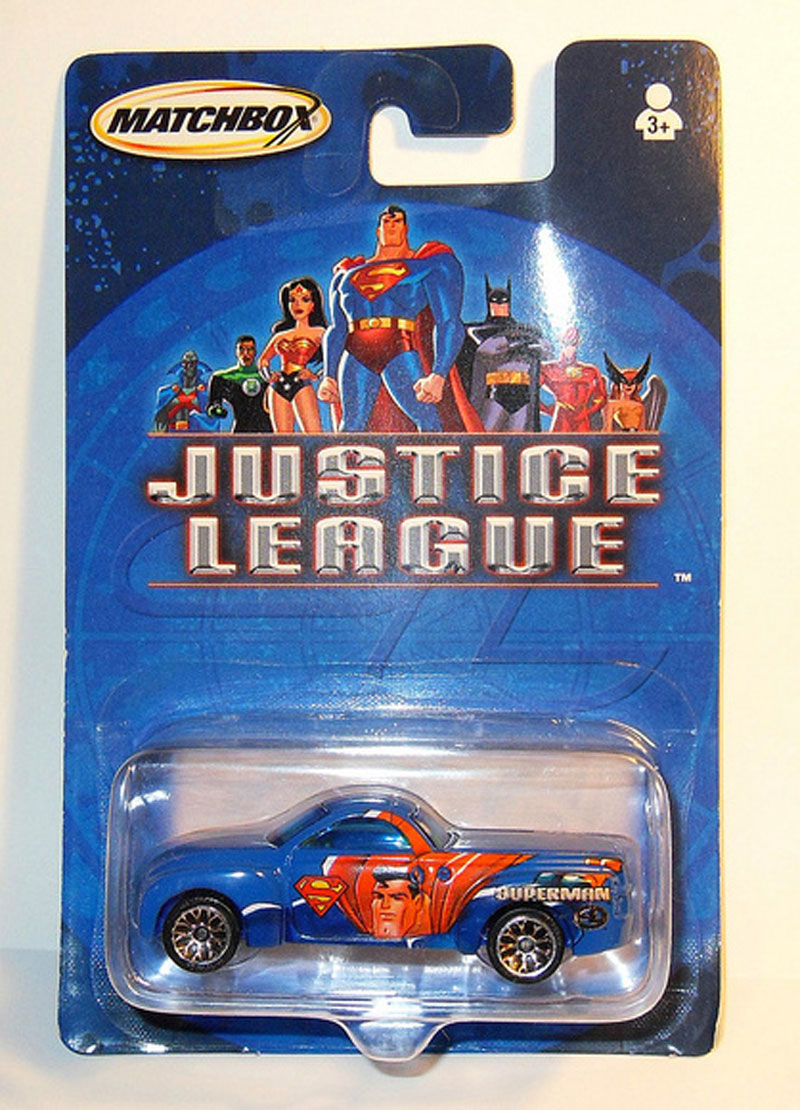 MATCHBOX®
3+
JUSTICE
LEAGUE
™
S
SUPERMAN